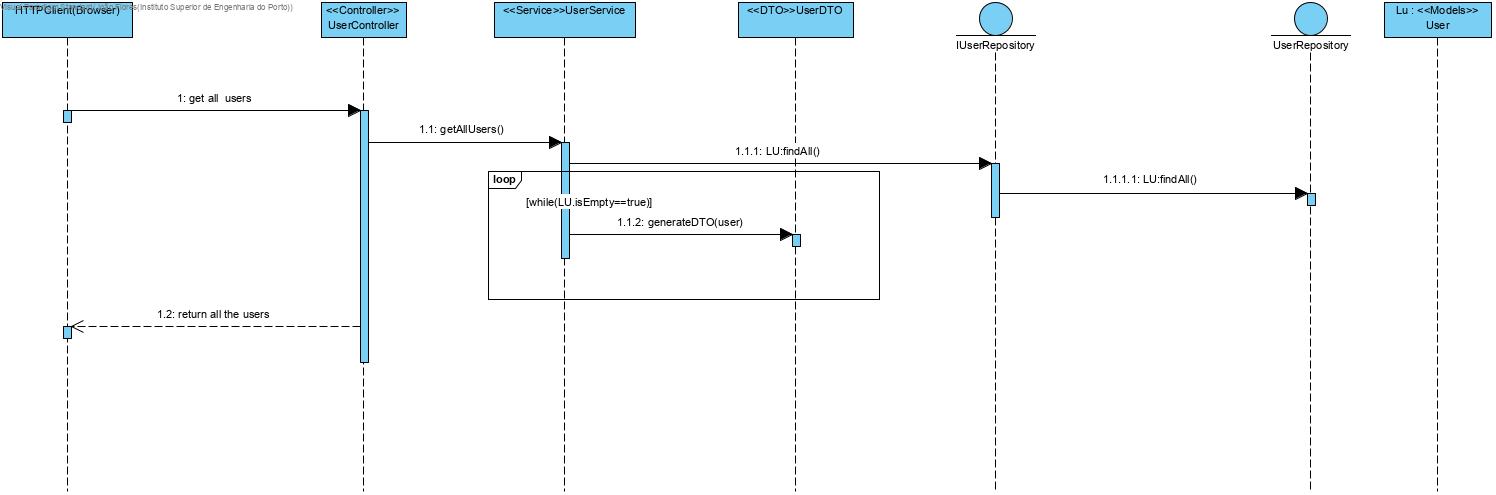 HTTPClient(Browser)
<<Controller>>
UserController
<<Service>>UserService
<<DTO>>UserDTO
IUserRepository
UserRepository
Lu : <<Models>>
User
1: get all users
1.1: getAllUsers()
1.1.1: LU:findAll()
1.1.1.1: LU:findAll()
loop
[while(LU.isEmpty==true)]
1.1.2: generateDTO(user)
1.2: return all the users
(Instituto Superior de Engenharia do Porto))